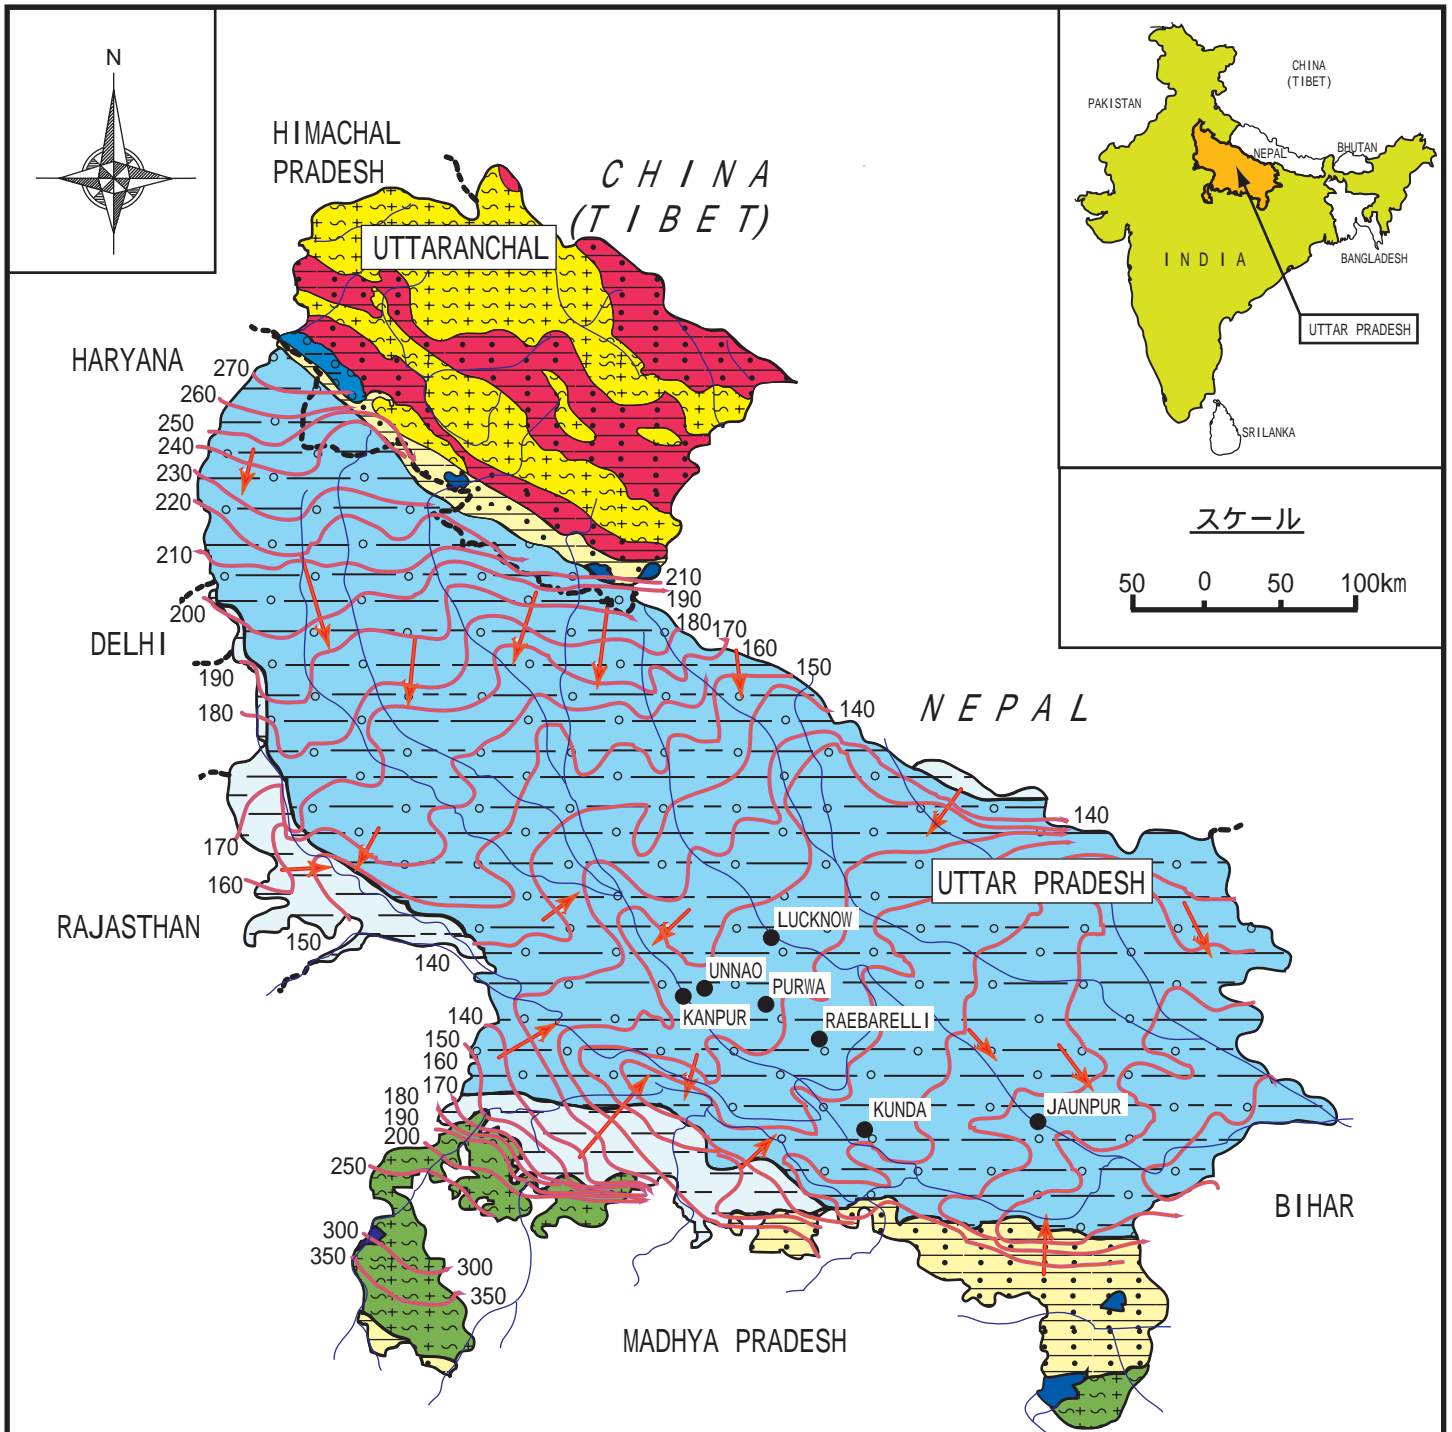 N
HIMACHAL
PRADESH
CHINA
(TIBET)
UTTARANCHAL
HARYANA
270
260
250
240
230
220
210
200
DELHI
190
180
170
160
RAJASTHAN
150
140
210
190
180
170
160
150
140
NEPAL
140
UTTAR PRADESH
LUCKNOW
UNNAO
PURWA
KANPUR
RAEBARELLI
KUNDA
JAUNPUR
140
150
160
170
180
190
200
250
300
350
300
350
BIHAR
MADHYA PRADESH
CHINA
(TIBET)
PAKISTAN
NEPAL
BHUTAN
INDIA
BANGLADESH
UTTAR PRADESH
SRILANKA
スケール
50 0 50 100km